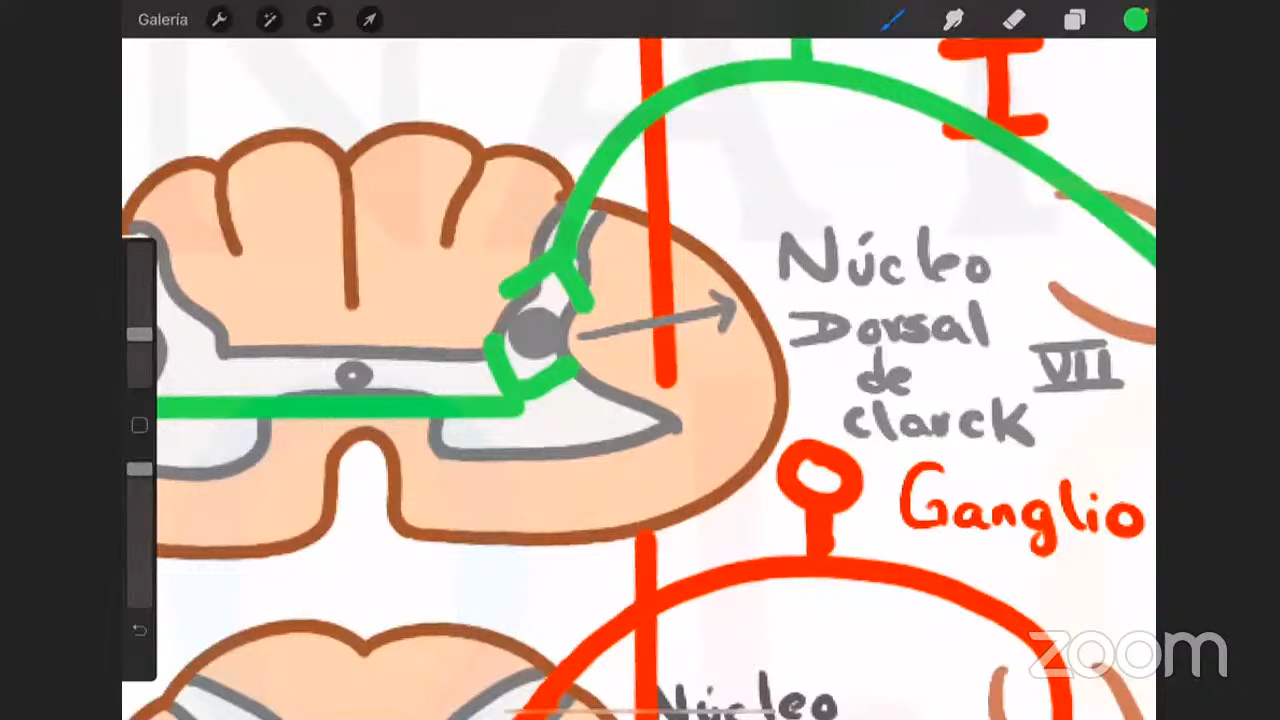 Galería
I
Núcleo
Dorsal
de
Clarck
VII
Ganglio
zoom
Núcleo